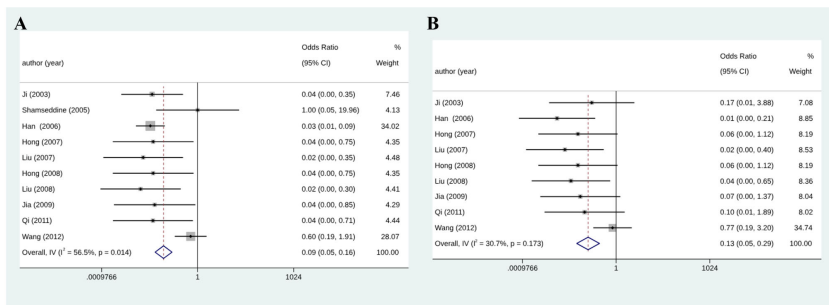 A
Odds Ratio %
author (year) (95% CI) Weight
Ji (2003) 0.04 (0.00, 0.35) 7.46
Shamseddine (2005) 1.00 (0.05, 19.96) 4.13
Han (2006) 0.03 (0.01, 0.09) 34.02
Hong (2007) 0.04 (0.00, 0.75) 4.35
Liu (2007) 0.02 (0.00, 0.35) 4.48
Hong (2008) 0.04 (0.00, 0.75) 4.35
Liu (2008) 0.02 (0.00, 0.30) 4.41
Jia (2009) 0.04 (0.00, 0.85) 4.29
Qi (2011) 0.04 (0.00, 0.71) 4.44
Wang (2012) 0.60 (0.19, 1.91) 28.07
Overall, IV (I² = 56.5%, p = 0.014) 0.09 (0.05, 0.16) 100.00
.0009766 1 1024
B
Odds Ratio %
author (year) (95% CI) Weight
Ji (2003) 0.17 (0.01, 3.88) 7.08
Han (2006) 0.01 (0.00, 0.21) 8.85
Hong (2007) 0.06 (0.00, 1.12) 8.19
Liu (2007) 0.02 (0.00, 0.40) 8.53
Hong (2008) 0.06 (0.00, 1.12) 8.19
Liu (2008) 0.04 (0.00, 0.65) 8.36
Jia (2009) 0.07 (0.00, 1.37) 8.04
Qi (2011) 0.10 (0.01, 1.89) 8.02
Wang (2012) 0.77 (0.19, 3.20) 34.74
Overall, IV (I² = 30.7%, p = 0.173) 0.13 (0.05, 0.29) 100.00
.0009766 1 1024